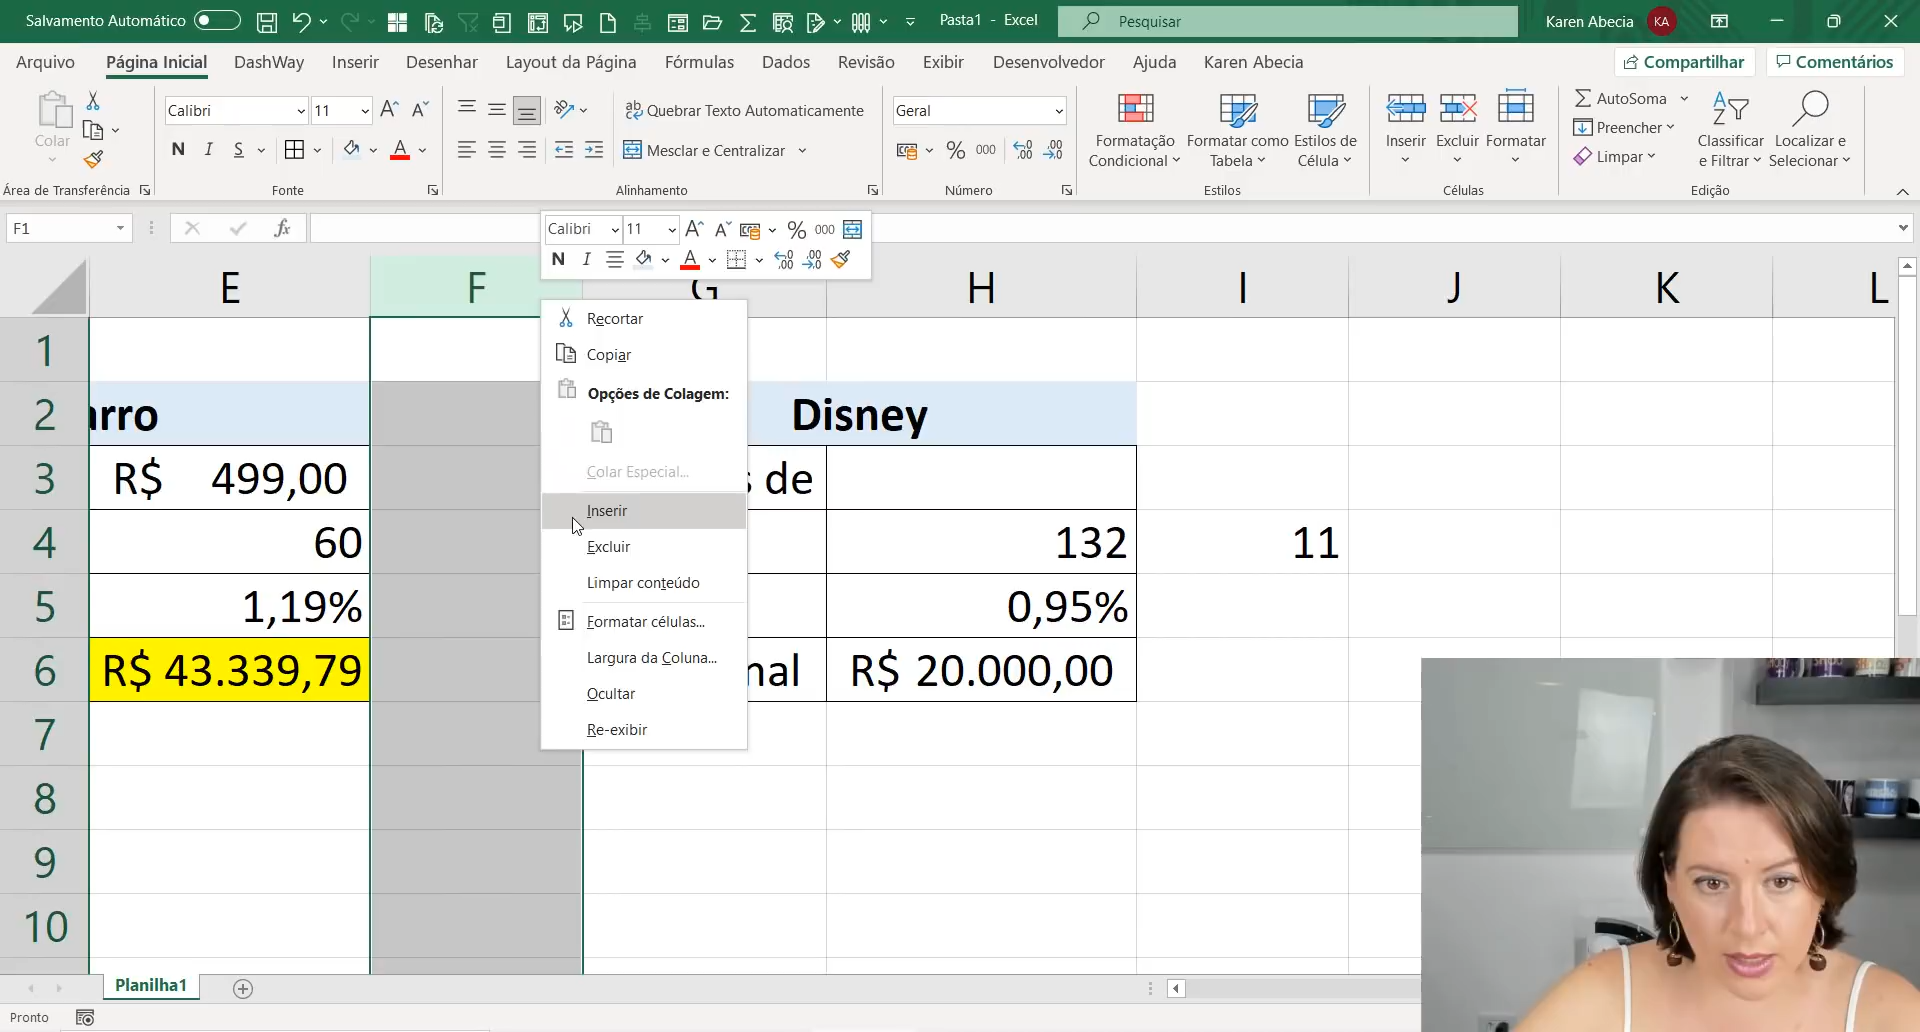 Salvamento Automático
Pasta1 - Excel
Pesquisar
Karen Abecia
KA
Arquivo
Página Inicial
DashWay
Inserir
Desenhar
Layout da Página
Fórmulas
Dados
Revisão
Exibir
Desenvolvedor
Ajuda
Karen Abecia
Compartilhar
Comentários
Colar
Área de Transferência
Calibri
11
N I S
Fonte
Quebrar Texto Automaticamente
Mesclar e Centralizar
Alinhamento
Geral
% 000
Número
Formatação
Condicional
Formatar como
Tabela
Estilos de
Célula
Estilos
Inserir
Excluir
Formatar
Células
AutoSoma
Preencher
Limpar
Classificar
e Filtrar
Localizar e
Selecionar
Edição
F1
fx
Calibri
11
% 000
N I
E F G H I J K L
1
2 arro Disney
3 R$ 499,00 s de
4 60 132 11
5 1,19% 0,95%
6 R$ 43.339,79 nal R$ 20.000,00
7
8
9
10
Recortar
Copiar
Opções de Colagem:
Colar Especial...
Inserir
Excluir
Limpar conteúdo
Formatar células...
Largura da Coluna...
Ocultar
Re-exibir
Planilha1
Pronto